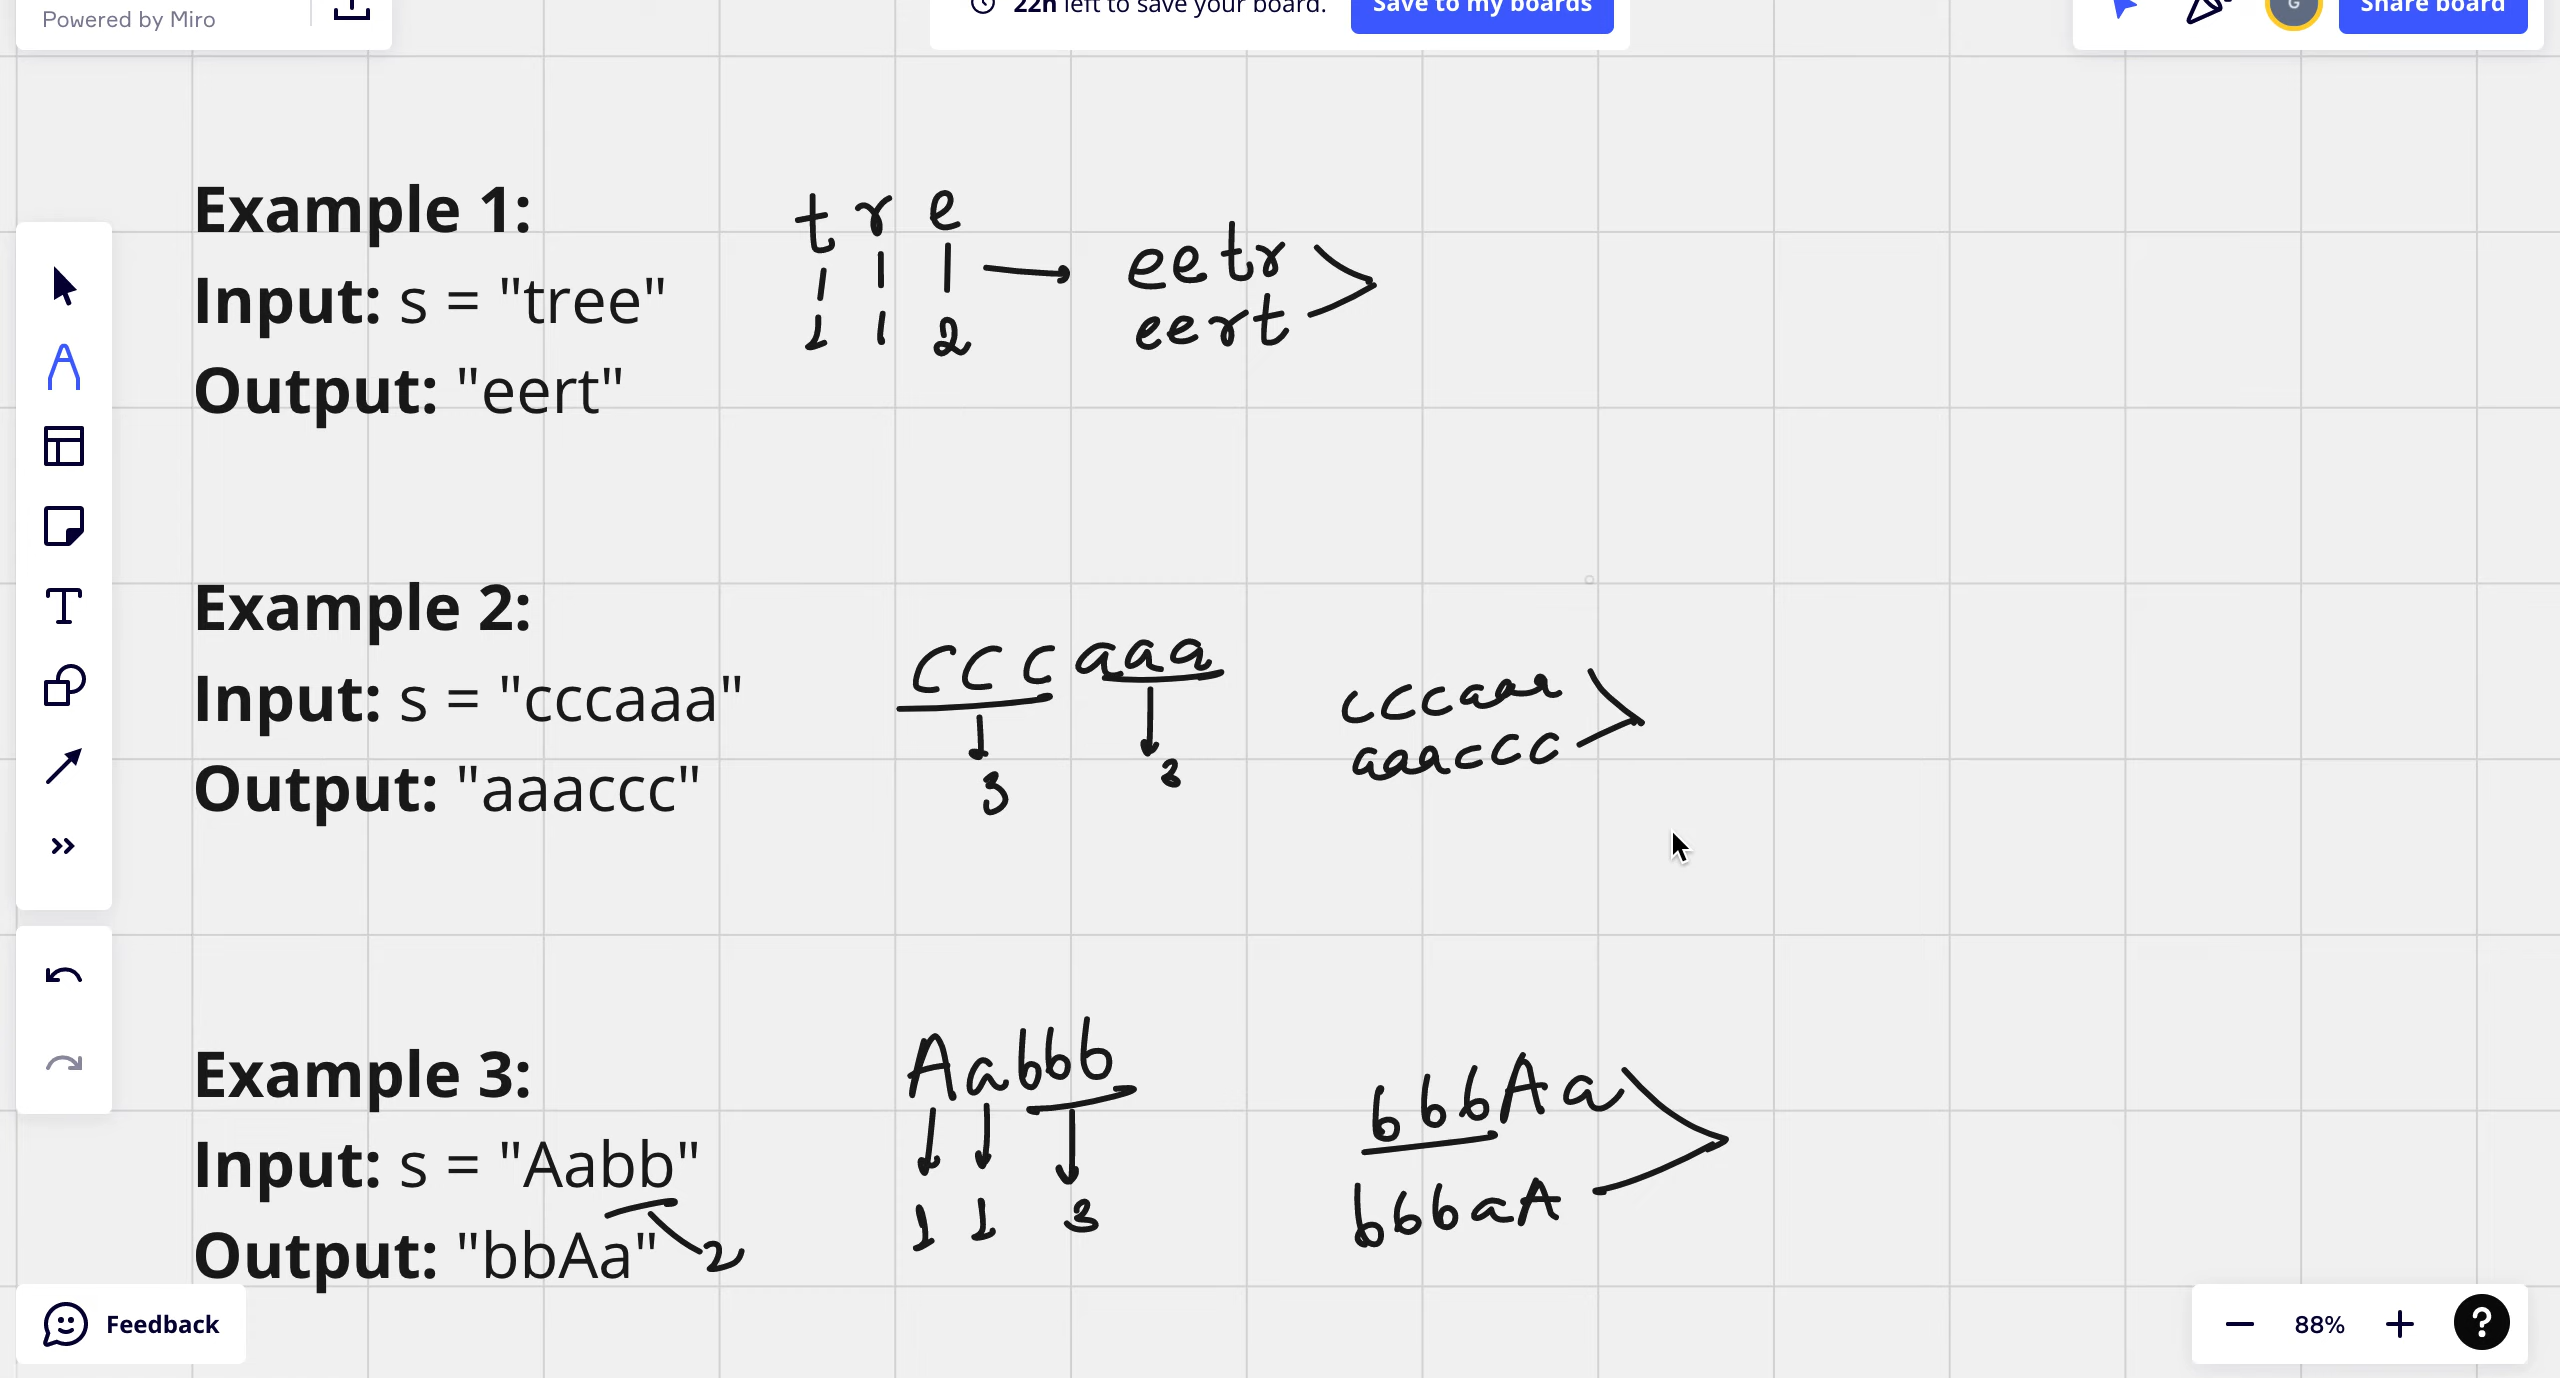 Powered by Miro
22h left to save your board.
Save to my boards
G
Share board
Example 1:
Input: s = "tree"
Output: "eert"
t r e
1 1 2
eetr
eert
Example 2:
Input: s = "cccaaa"
Output: "aaaccc"
cccaaa
3 3
cccaaa
aaaccc
Example 3:
Input: s = "Aabb"
Output: "bbAa"
2
Aabbb
1 1 3
bbbAa
bbbaA
Feedback
88%